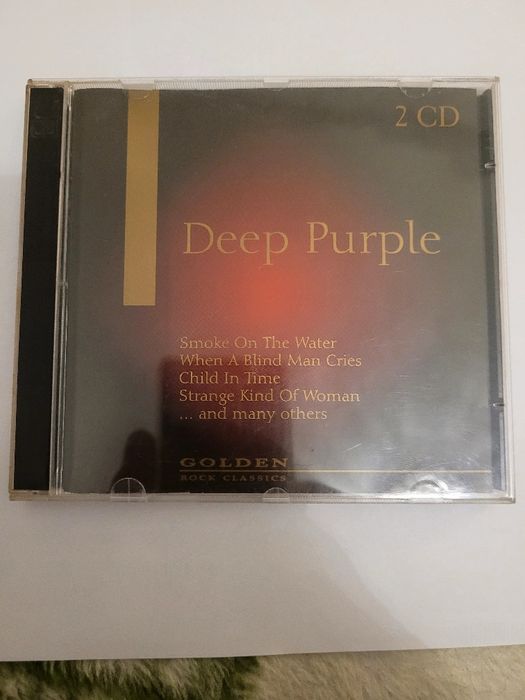 2 CD
Deep Purple
Smoke On The Water
When A Blind Man Cries
Child In Time
Strange Kind Of Woman
... and many others
GOLDEN
ROCK CLASSICS